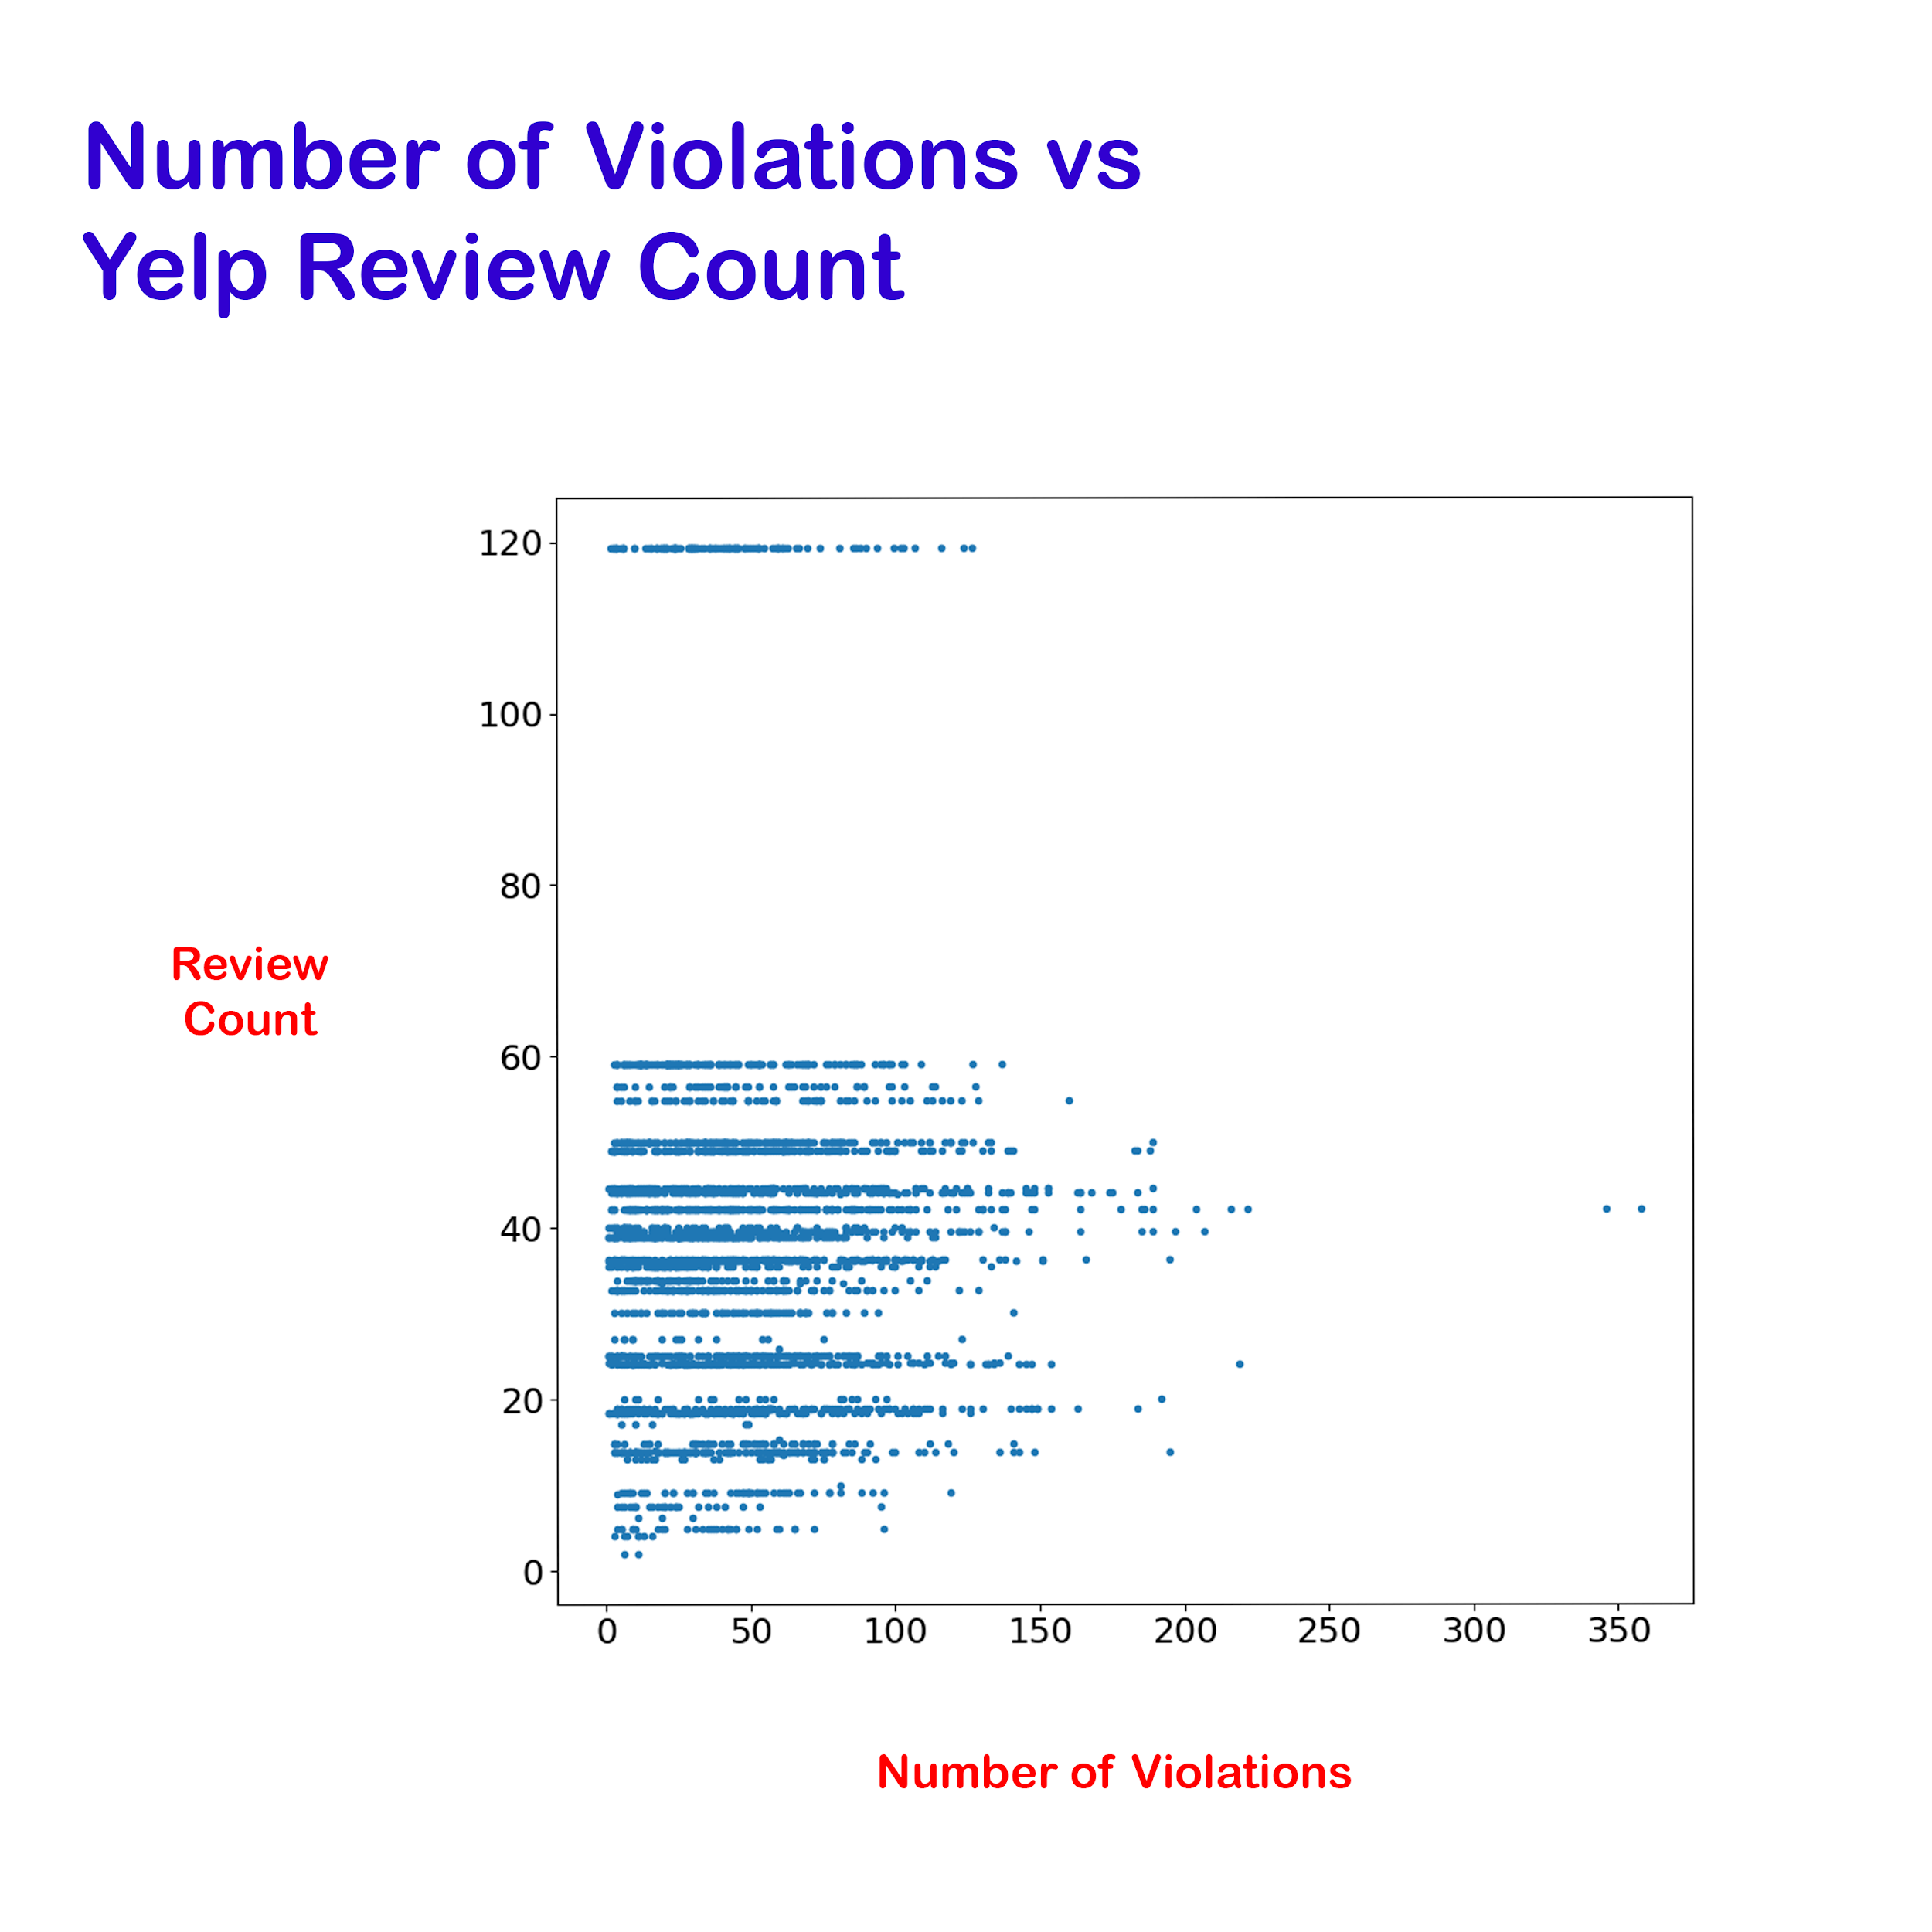 Number of Violations vs
Yelp Review Count
120
100
80
60
40
20
0
Review
Count
0 50 100 150 200 250 300 350
Number of Violations